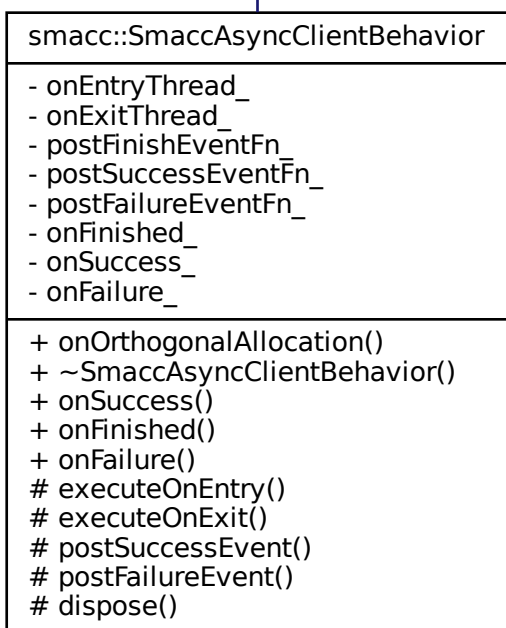 smacc::SmaccAsyncClientBehavior
- onEntryThread_
- onExitThread_
- postFinishEventFn_
- postSuccessEventFn_
- postFailureEventFn_
- onFinished_
- onSuccess_
- onFailure_
+ onOrthogonalAllocation()
+ ~SmaccAsyncClientBehavior()
+ onSuccess()
+ onFinished()
+ onFailure()
# executeOnEntry()
# executeOnExit()
# postSuccessEvent()
# postFailureEvent()
# dispose()